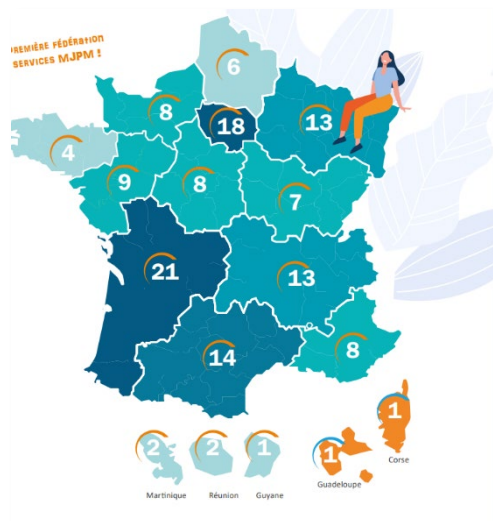 PREMIÈRE FÉDÉRATION
SERVICES MJPM !
6
8
18
13
4
9
8
7
21
13
14
8
2
2
1
1
1
Martinique
Réunion
Guyane
Guadeloupe
Corse